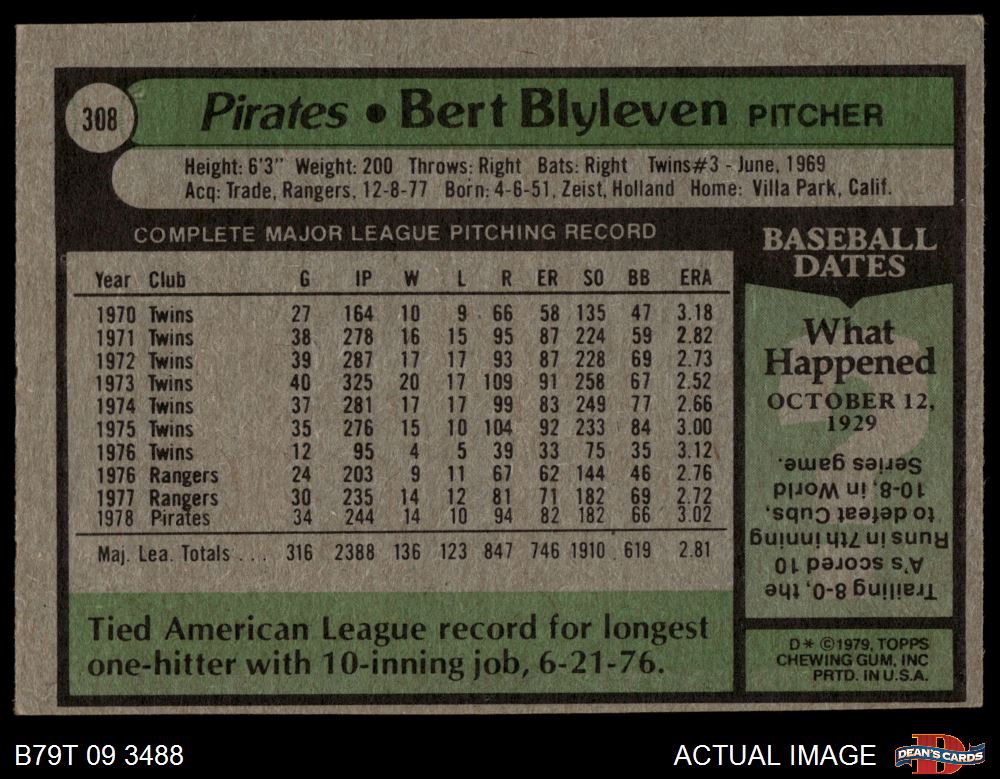 308
Pirates • Bert Blyleven PITCHER
Height: 6'3" Weight: 200 Throws: Right Bats: Right Twins#3 - June, 1969
Acq: Trade, Rangers, 12-8-77 Born: 4-6-51, Zeist, Holland Home: Villa Park, Calif.
COMPLETE MAJOR LEAGUE PITCHING RECORD
Year Club G IP W L R ER SO BB ERA
1970 Twins 27 164 10 9 66 58 135 47 3.18
1971 Twins 38 278 16 15 95 87 224 59 2.82
1972 Twins 39 287 17 17 93 87 228 69 2.73
1973 Twins 40 325 20 17 109 91 258 67 2.52
1974 Twins 37 281 17 17 99 83 249 77 2.66
1975 Twins 35 276 15 10 104 92 233 84 3.00
1976 Twins 12 95 4 5 39 33 75 35 3.12
1976 Rangers 24 203 9 11 67 62 144 46 2.76
1977 Rangers 30 235 14 12 81 71 182 69 2.72
1978 Pirates 34 244 14 10 94 82 182 66 3.02
Maj. Lea. Totals ... 316 2388 136 123 847 746 1910 619 2.81
Tied American League record for longest
one-hitter with 10-inning job, 6-21-76.
BASEBALL
DATES
What
Happened
OCTOBER 12,
1929
Trailing 8-0, the
A's scored 10
Runs in 7th inning
to defeat Cubs,
10-8, in World
Series game.
D* ©1979, TOPPS
CHEWING GUM, INC
PRTD. IN U.S.A.
B79T 09 3488
ACTUAL IMAGE
DEAN'S CARDS